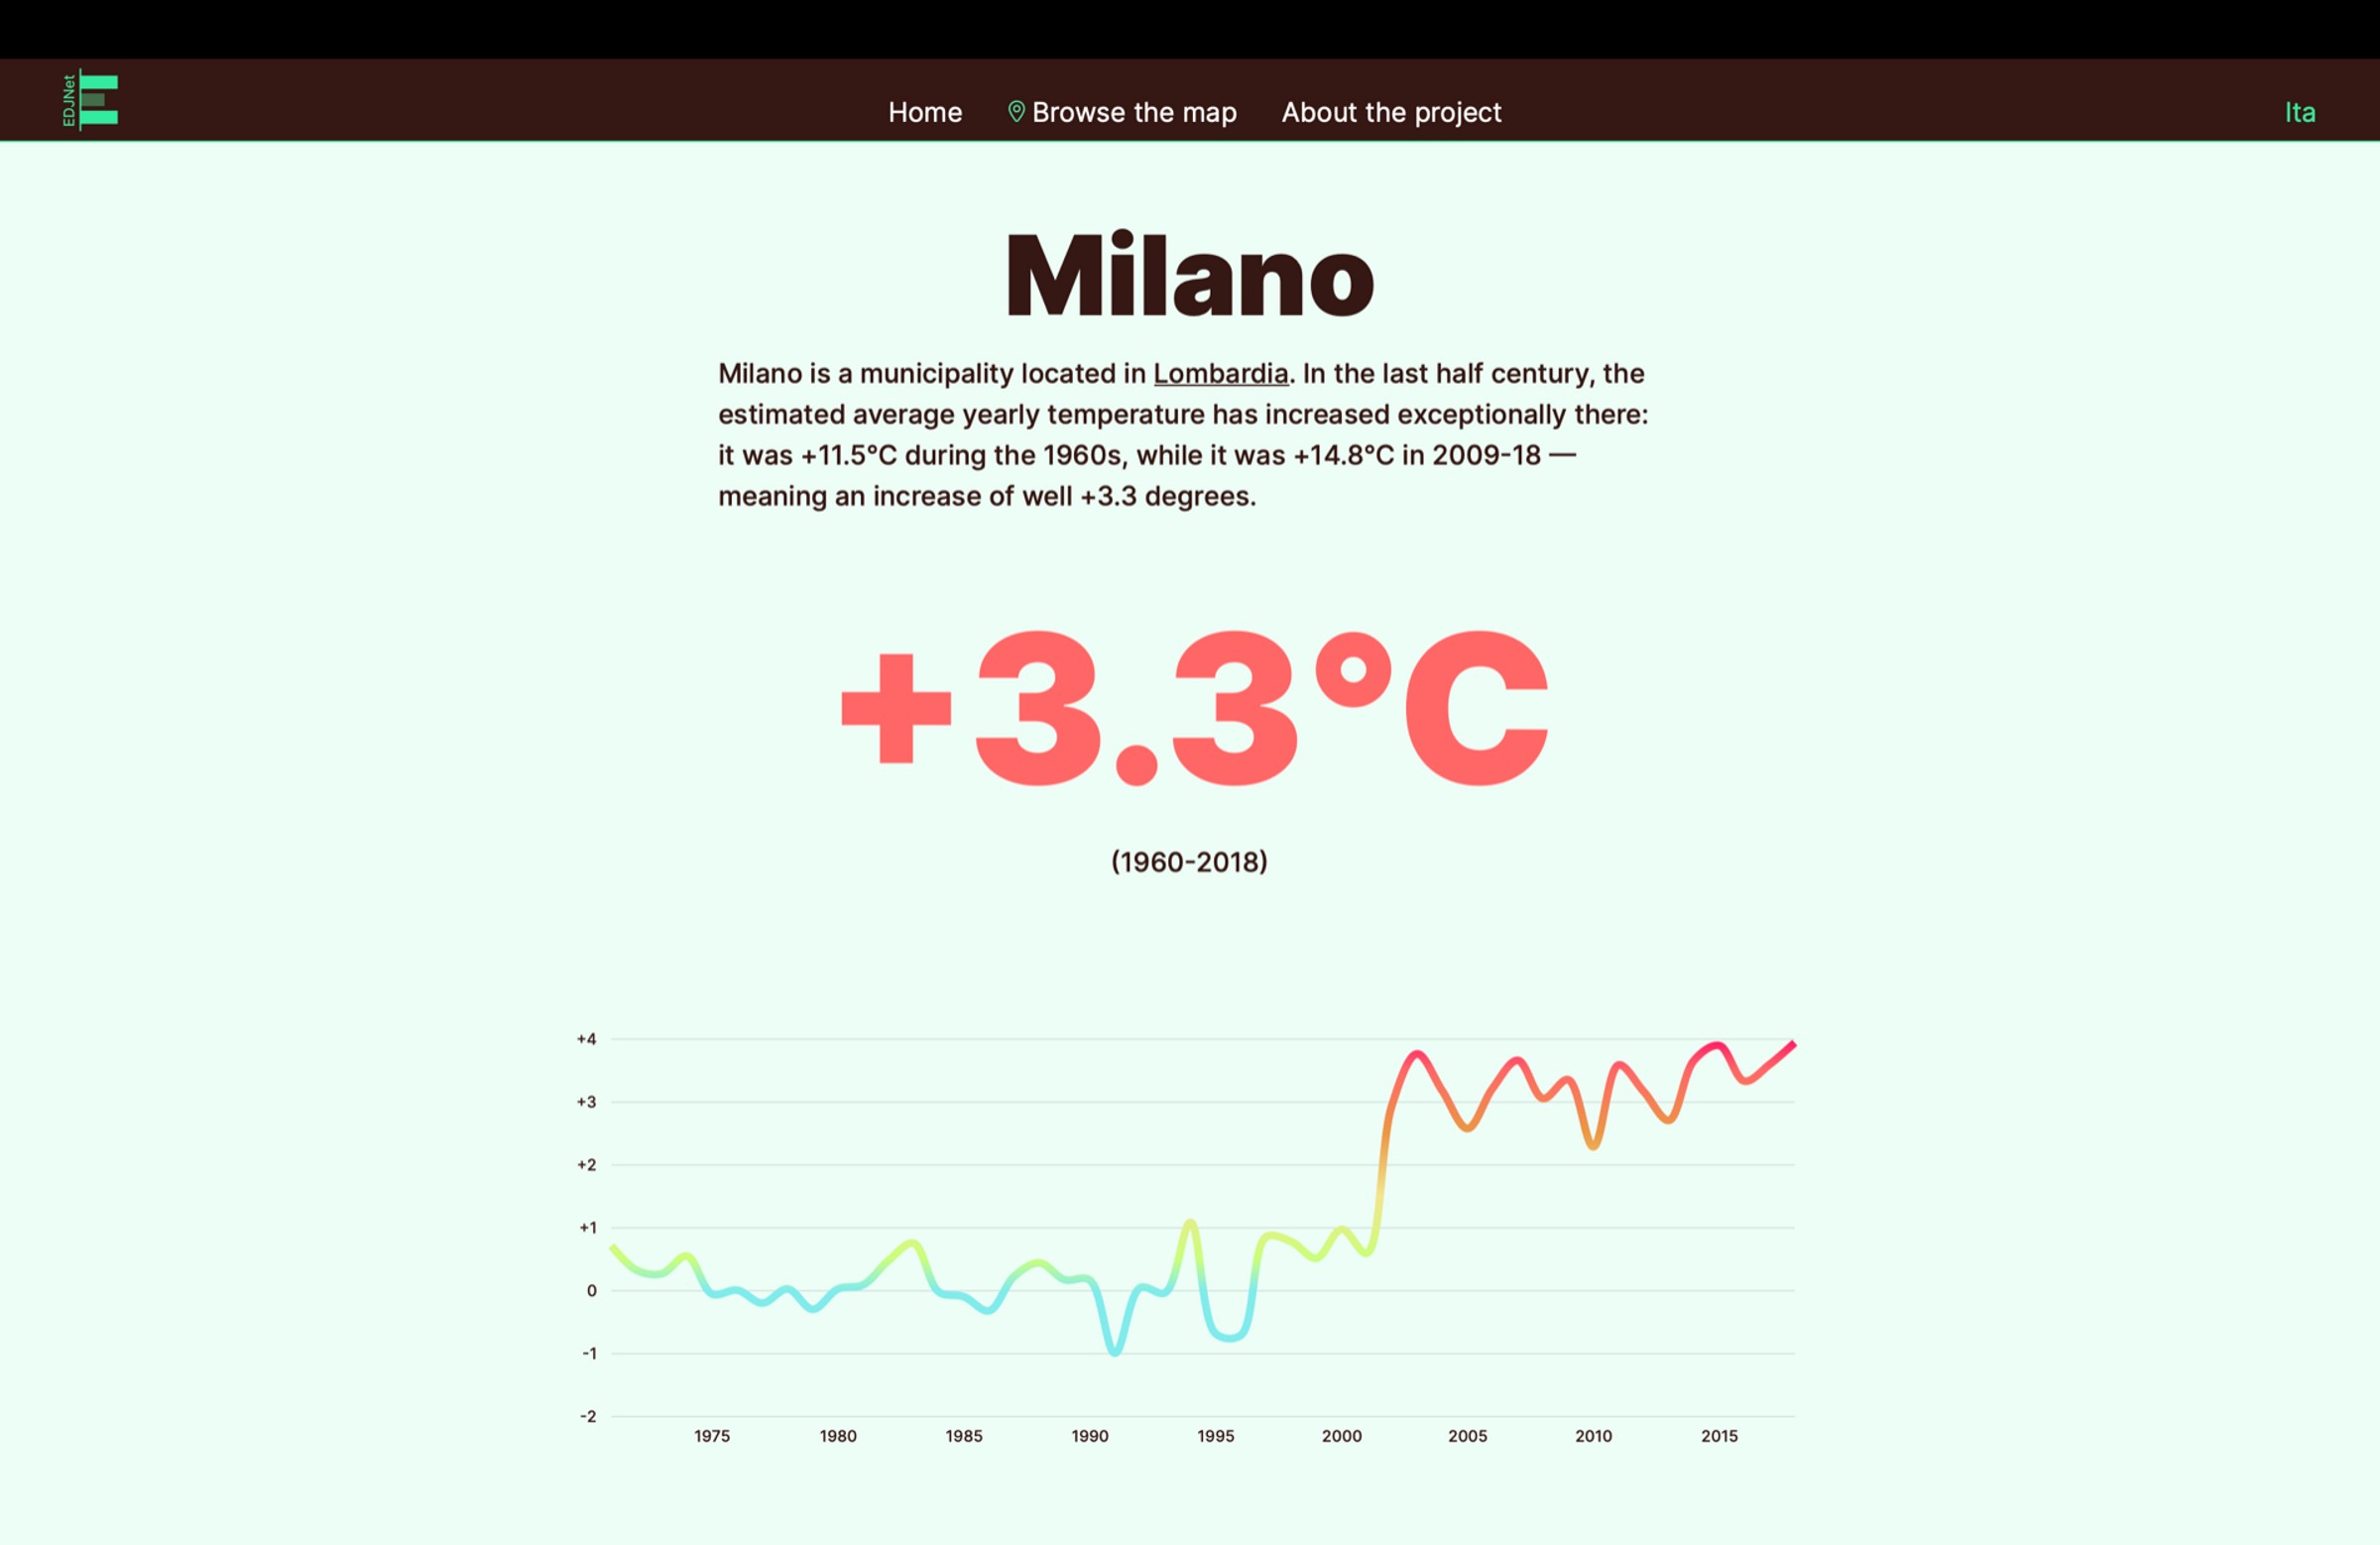 EDJNet
Home
Browse the map
About the project
Ita
Milano
Milano is a municipality located in Lombardia. In the last half century, the
estimated average yearly temperature has increased exceptionally there:
it was +11.5°C during the 1960s, while it was +14.8°C in 2009-18 —
meaning an increase of well +3.3 degrees.
+3.3°C
(1960-2018)
+4
+3
+2
+1
0
-1
-2
1975 1980 1985 1990 1995 2000 2005 2010 2015